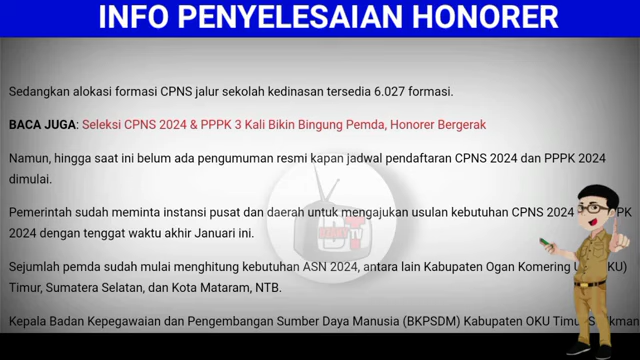 INFO PENYELESAIAN HONORER
Sedangkan alokasi formasi CPNS jalur sekolah kedinasan tersedia 6.027 formasi.
BACA JUGA: Seleksi CPNS 2024 & PPPK 3 Kali Bikin Bingung Pemda, Honorer Bergerak
Namun, hingga saat ini belum ada pengumuman resmi kapan jadwal pendaftaran CPNS 2024 dan PPPK 2024
dimulai.
Pemerintah sudah meminta instansi pusat dan daerah untuk mengajukan usulan kebutuhan CPNS 2024
2024 dengan tenggat waktu akhir Januari ini.
Sejumlah pemda sudah mulai menghitung kebutuhan ASN 2024, antara lain Kabupaten Ogan Komering
Timur, Sumatera Selatan, dan Kota Mataram, NTB.
Kepala Badan Kepegawaian dan Pengembangan Sumber Daya Manusia (BKPSDM) Kabupaten OKU